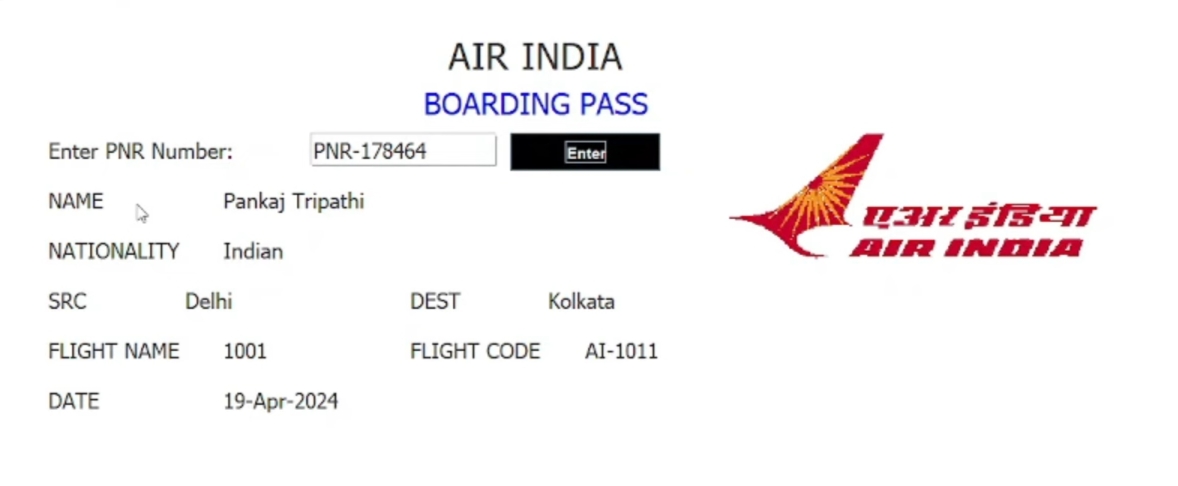 AIR INDIA
BOARDING PASS
Enter PNR Number: PNR-178464 Enter
NAME Pankaj Tripathi
NATIONALITY Indian
SRC Delhi DEST Kolkata
FLIGHT NAME 1001 FLIGHT CODE AI-1011
DATE 19-Apr-2024
एअर इंडिया
AIR INDIA